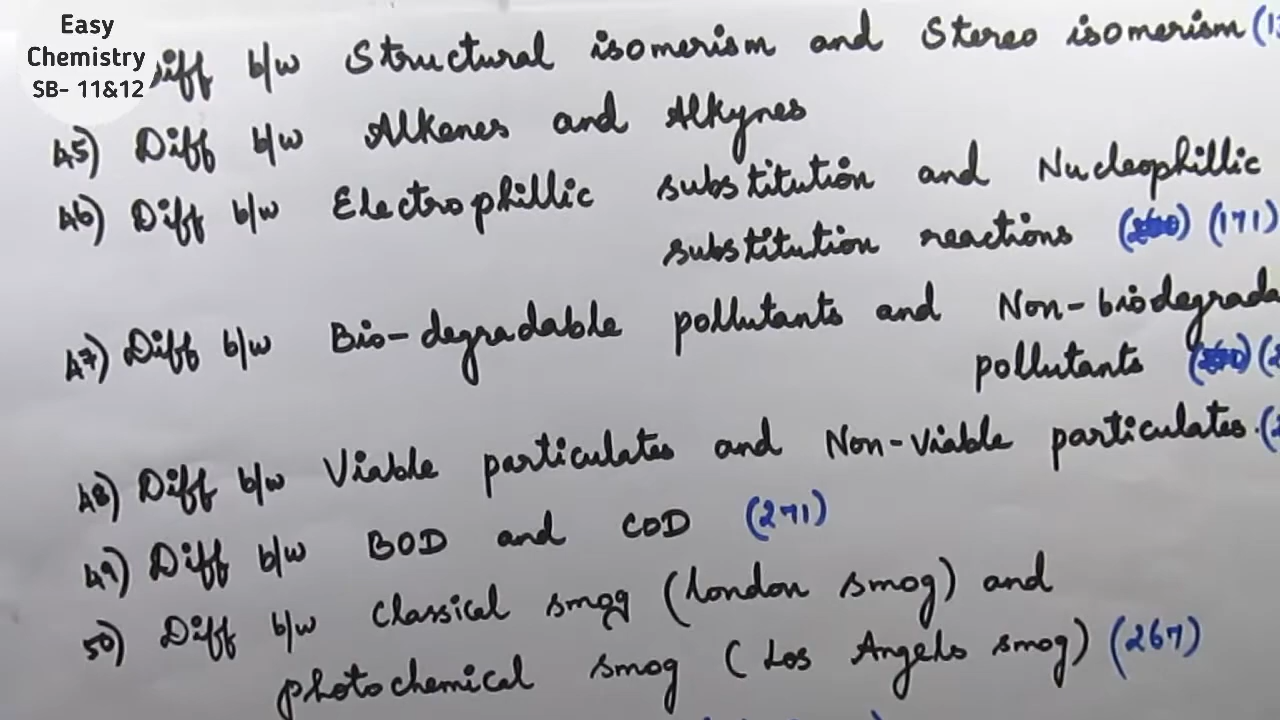 Easy
Chemistry
SB- 11&12
Diff b/w Structural isomerism and Stereo isomerism
45) Diff b/w Alkenes and Alkynes
46) Diff b/w Electrophillic substitution and Nucleophillic
substitution reactions (171)
47) Diff b/w Bio-degradable pollutants and Non-biodegrada
pollutants
48) Diff b/w Viable particulates and Non-Viable particulates.
49) Diff b/w BOD and COD (271)
50) Diff b/w Classical smog (london smog) and
photochemical smog (Los Angels smog) (267)